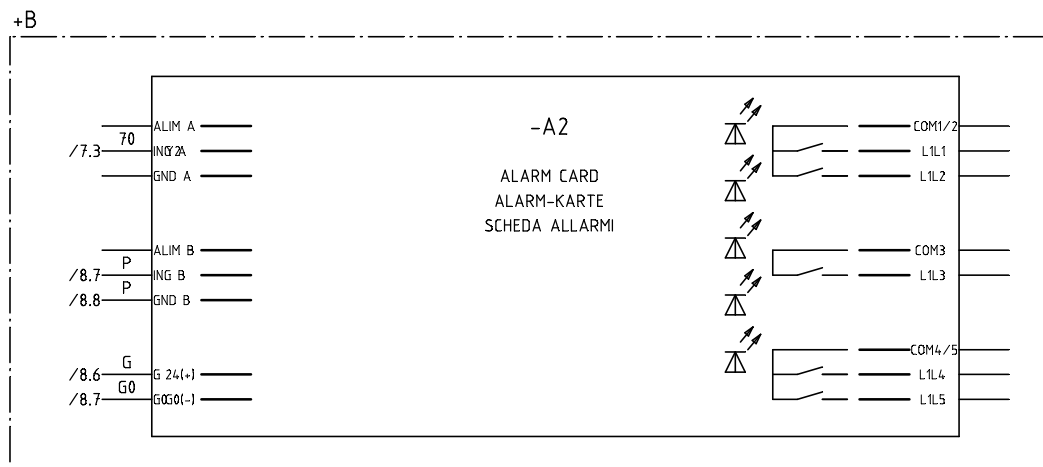 +B
-A2
ALARM CARD
ALARM-KARTE
SCHEDA ALLARMI
ALIM A
70
/7.3
GND A
ALIM B
P
/8.7
ING B
P
/8.8
GND B
G
/8.6
G 24(+)
G0
/8.7
G0(-)
COM1/2
L1L1
L1L2
COM3
L1L3
COM4/5
L1L4
L1L5